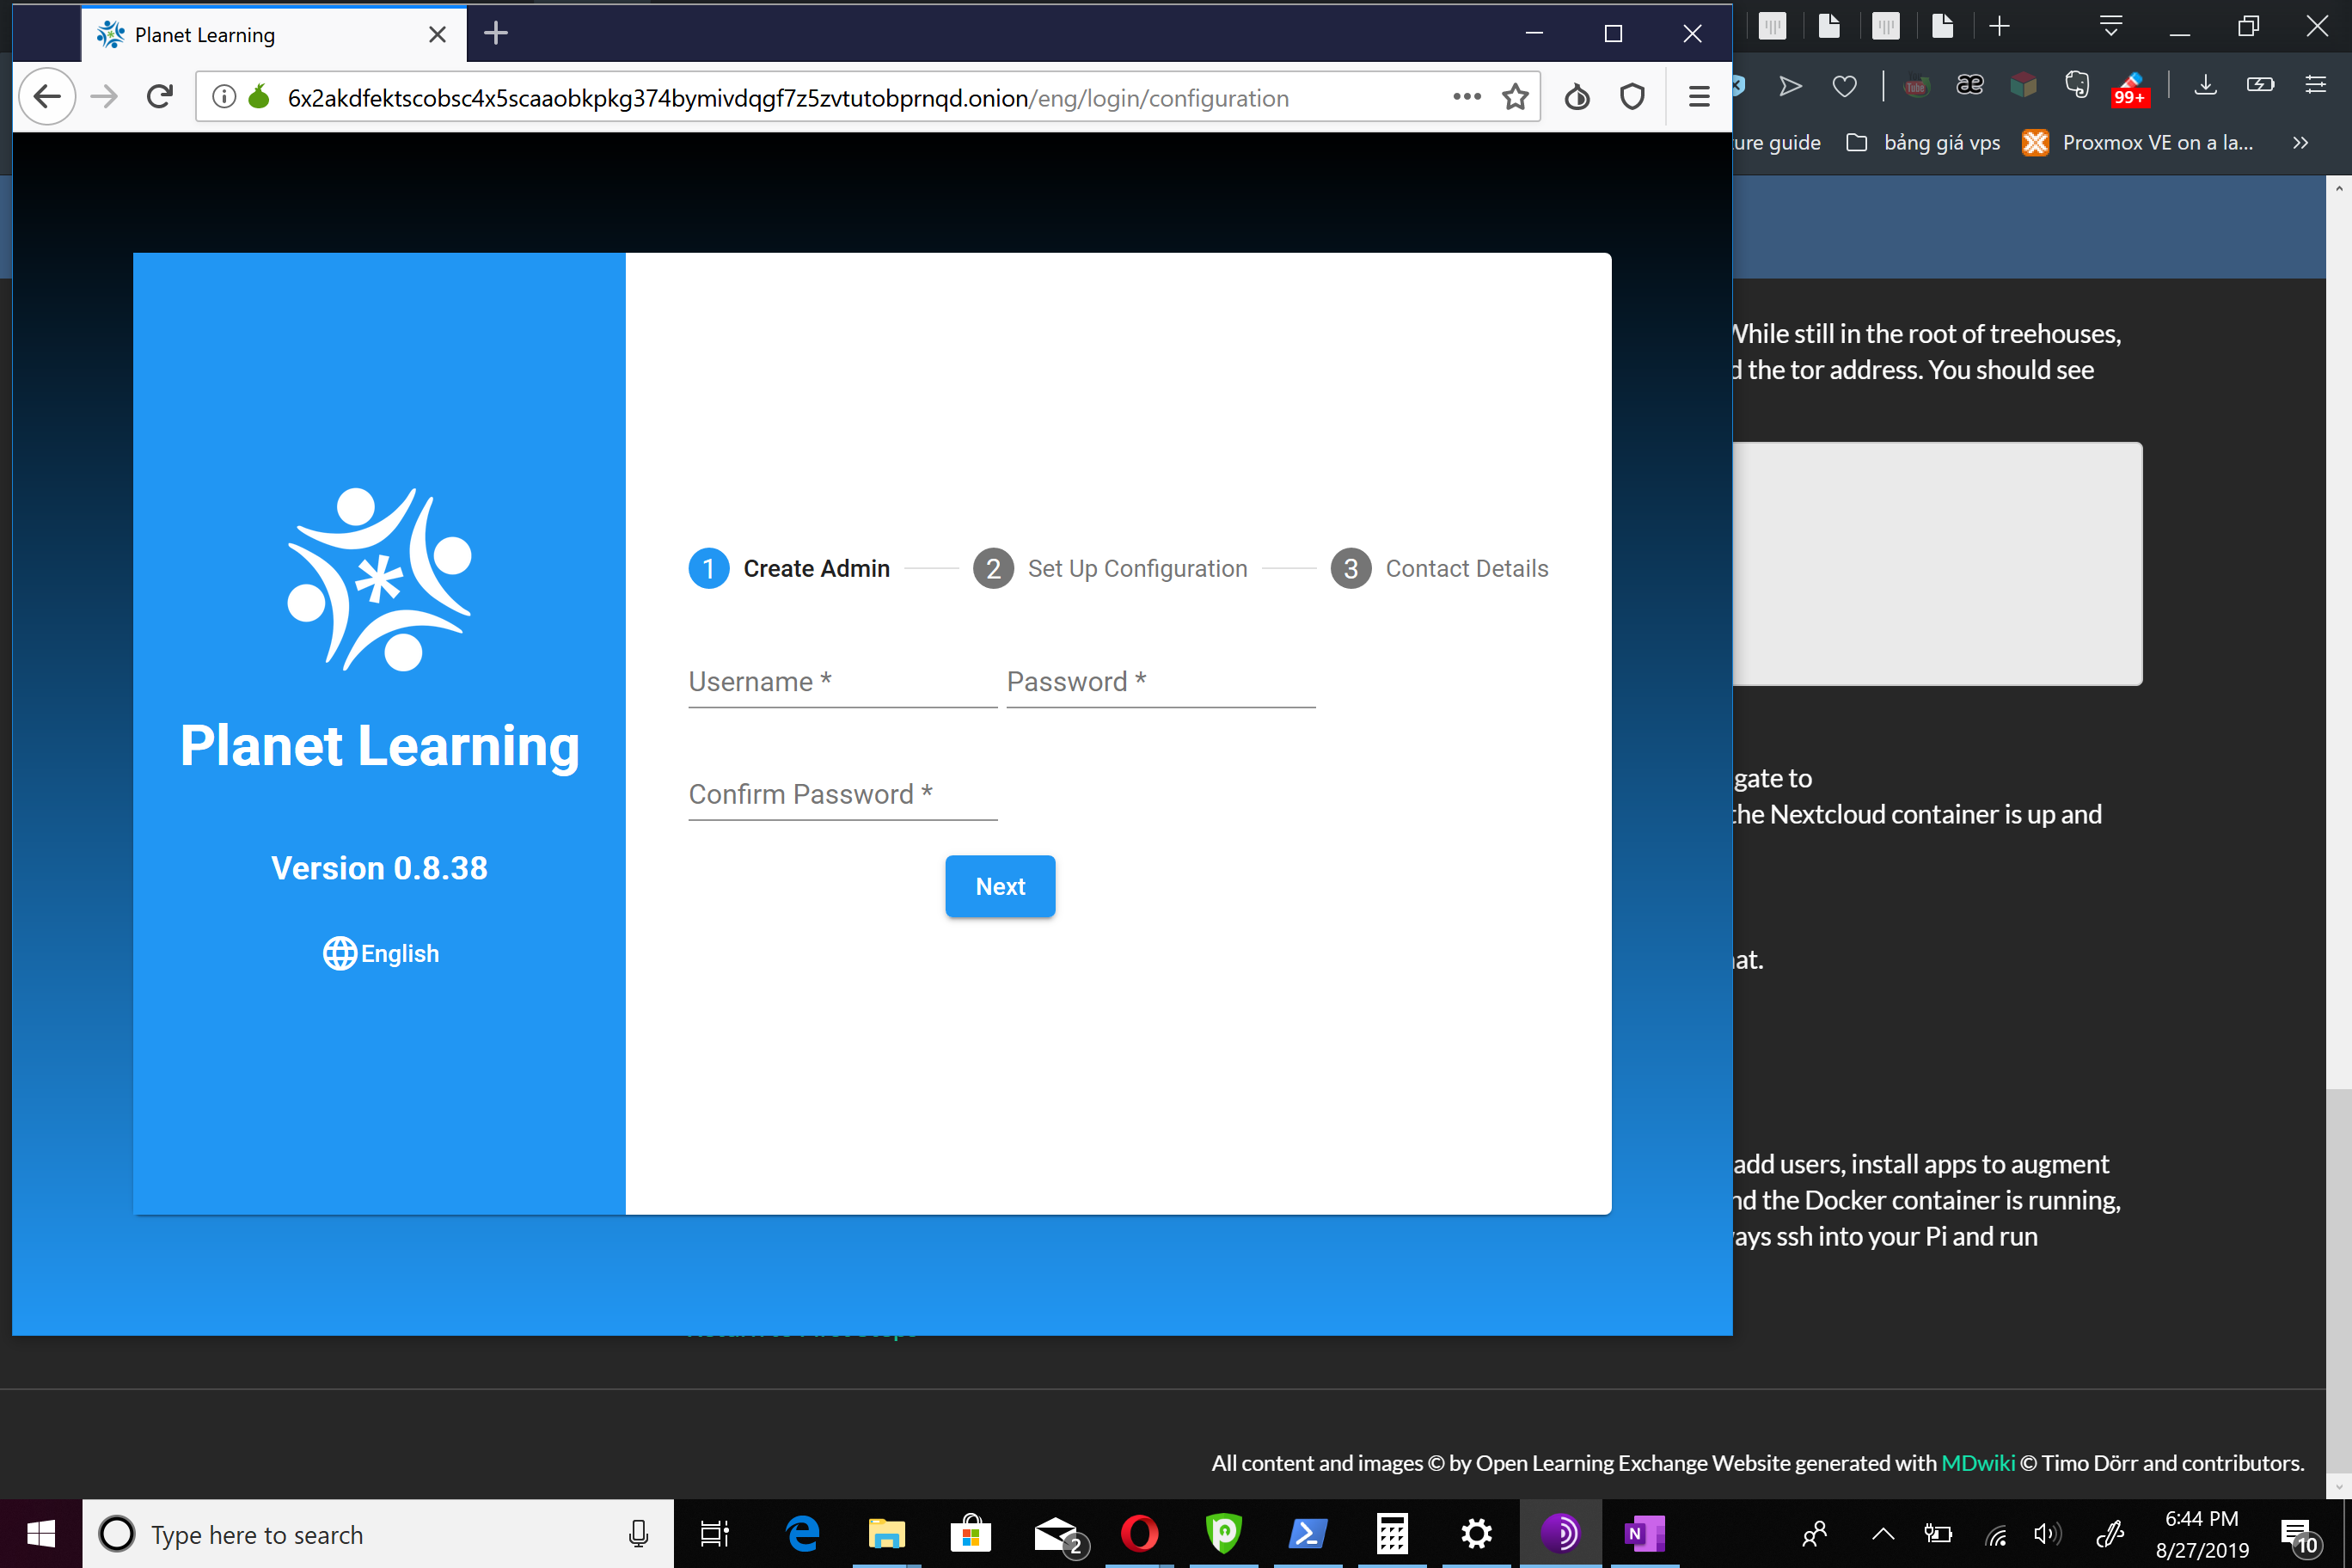 Planet Learning
6x2akdfektscobsc4x5scaaobkpkg374bymivdqgf7z5zvtutobprnqd.onion/eng/login/configuration
99+
guide
bảng giá vps
Proxmox VE on a la...
While still in the root of treehouses,
the tor address. You should see
1 Create Admin
2 Set Up Configuration
3 Contact Details
Username *
Password *
Planet Learning
Confirm Password *
to
the Nextcloud container is up and
Version 0.8.38
Next
English
add users, install apps to augment
the Docker container is running,
ssh into your Pi and run
All content and images © by Open Learning Exchange Website generated with MDwiki © Timo Dörr and contributors.
Type here to search
2
N
6:44 PM
8/27/2019
10